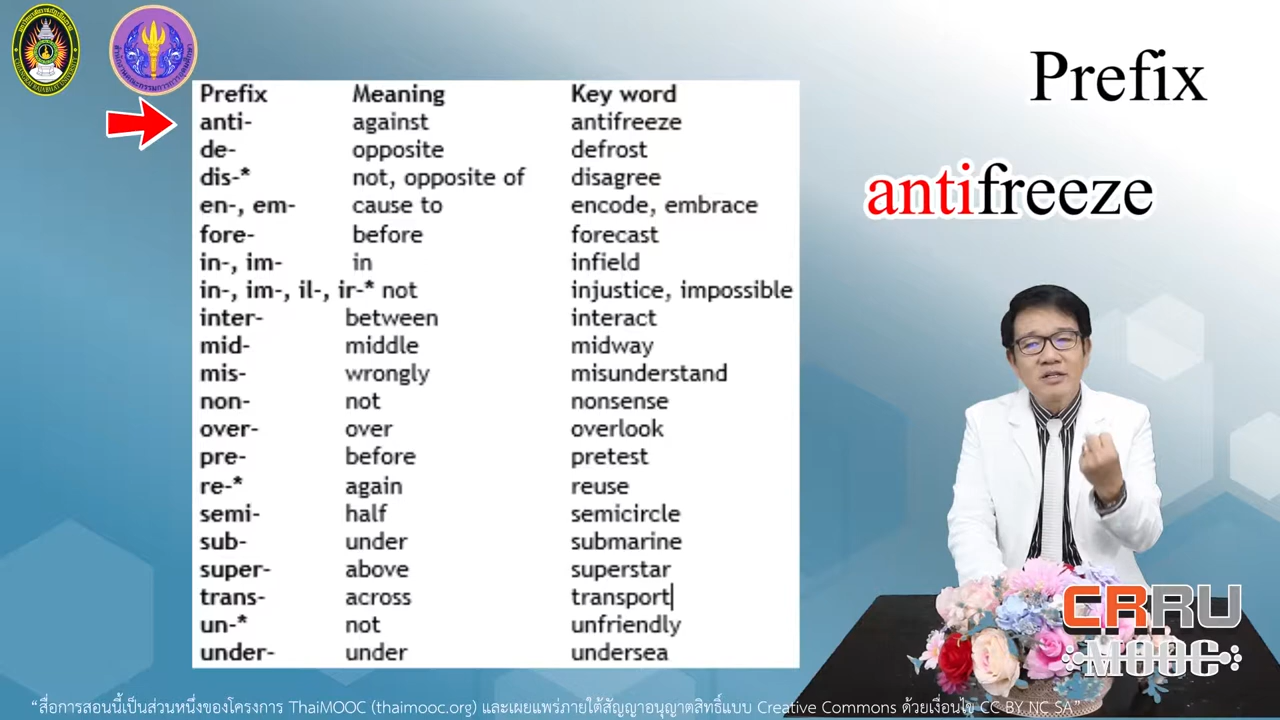 Prefix
antifreeze
Prefix Meaning Key word
anti- against antifreeze
de- opposite defrost
dis-* not, opposite of disagree
en-, em- cause to encode, embrace
fore- before forecast
in-, im- in infield
in-, im-, il-, ir-* not injustice, impossible
inter- between interact
mid- middle midway
mis- wrongly misunderstand
non- not nonsense
over- over overlook
pre- before pretest
re-* again reuse
semi- half semicircle
sub- under submarine
super- above superstar
trans- across transport
un-* not unfriendly
under- under undersea
CRRU
MOOC
“สื่อการสอนนี้เป็นส่วนหนึ่งของโครงการ ThaiMOOC (thaimooc.org) และเผยแพร่ภายใต้สัญญาอนุญาตสิทธิ์แบบ Creative Commons ด้วยเงื่อนไข CC BY NC SA”